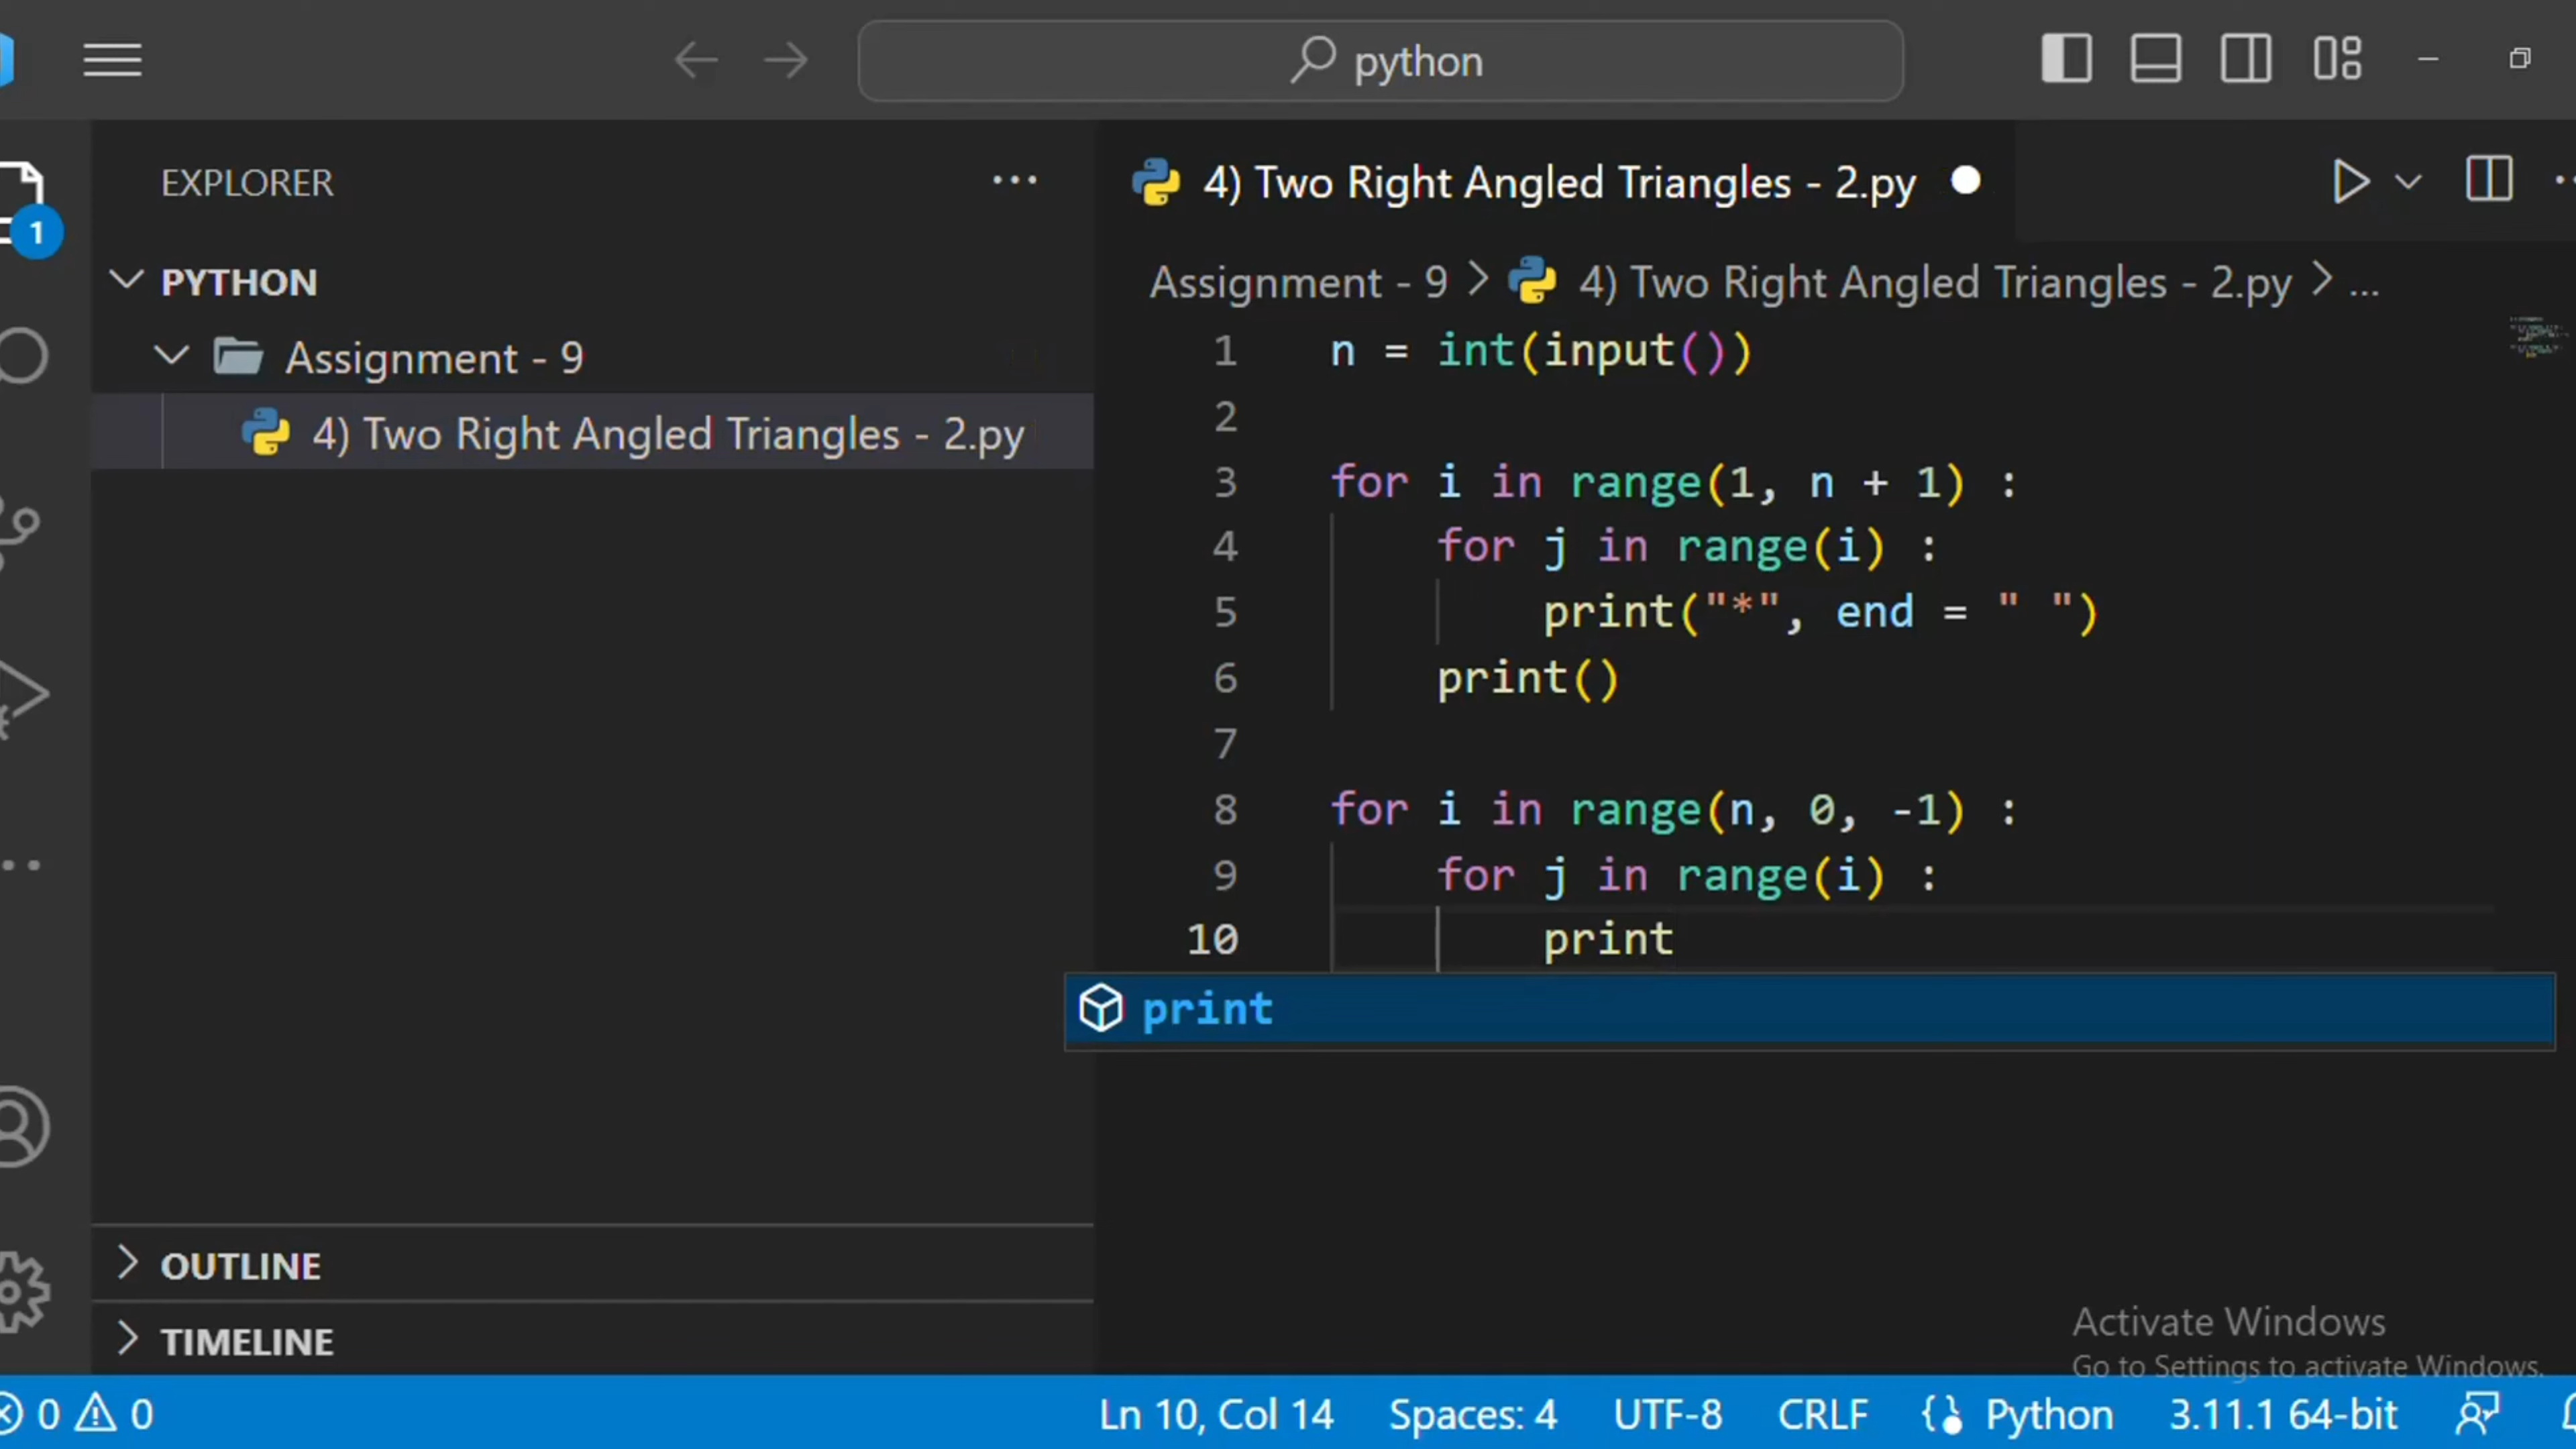 python
EXPLORER
4) Two Right Angled Triangles - 2.py
1
PYTHON
Assignment - 9 > 4) Two Right Angled Triangles - 2.py > ...
Assignment - 9
4) Two Right Angled Triangles - 2.py
1 n = int(input())
2
3 for i in range(1, n + 1) :
4     for j in range(i) :
5         print("*", end = " ")
6     print()
7
8 for i in range(n, 0, -1) :
9     for j in range(i) :
10         print
print
OUTLINE
TIMELINE
Activate Windows
Go to Settings to activate Windows.
0 0
Ln 10, Col 14
Spaces: 4
UTF-8
CRLF
Python
3.11.1 64-bit